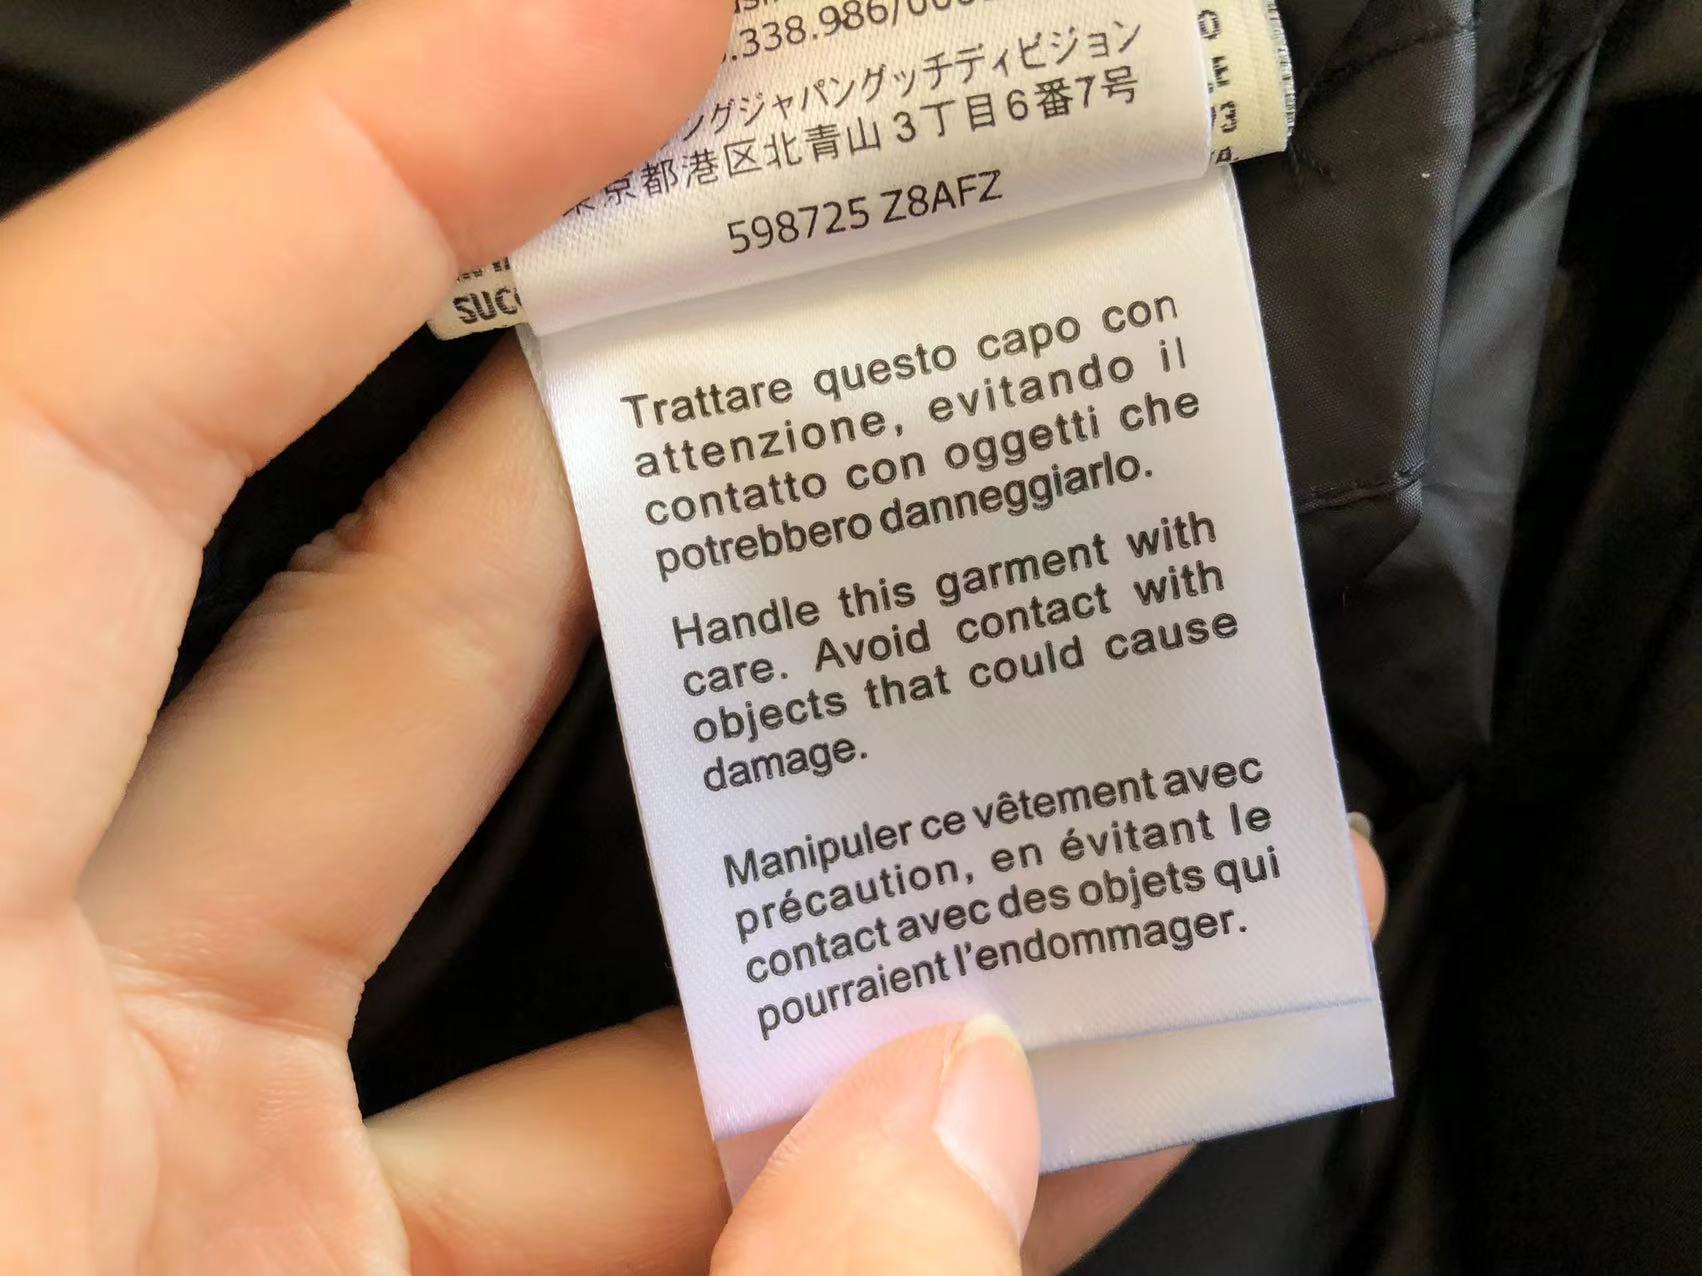 .338.986/00
ングジャパングッチディビジョン
東京都港区北青山3丁目6番7号
598725 Z8AFZ
SUC
Trattare questo capo con
attenzione, evitando il
contatto con oggetti che
potrebbero danneggiarlo.
Handle this garment with
care. Avoid contact with
objects that could cause
damage.
Manipuler ce vêtement avec
précaution, en évitant le
contact avec des objets qui
pourraient l'endommager.